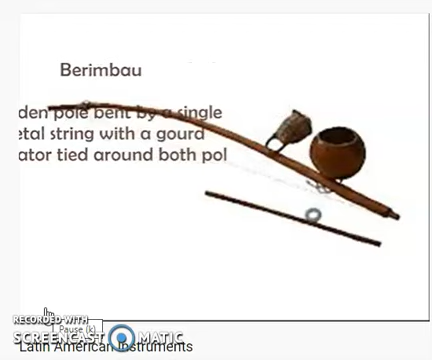 Berimbau
den pole bent by a single
etal string with a gourd
ator tied around both pol
RECORDED WITH
SCREENCAST MATIC
Pause (k)
Latin American Instruments